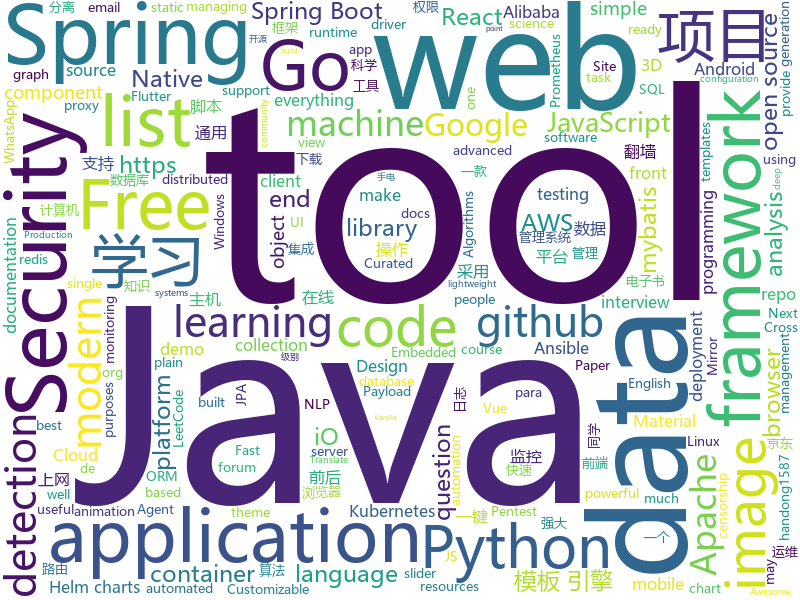 分离 email static managing
Spring
Spring Boot
权限
React
Alibaba
simple
driver
框架
runtime
开源
app
科学
工具
ready
分
项目
Android
open source
provide generation
graph
source
Native
Go
web
Site
task
SQL
3D
Prometheus
component
Flutter
support
everything
脚本
通用
list
machine
Google
JavaScript
one
software
proxy
https
支持
数据库
下载
view
advanced
翻墙
WhatsApp
Security
Free
学习
计算机
distributed
client
end
UI
make
docs
library
操作
Curated
集成
object
Windows
tool
一款
testing
AWS
数据
管理系统
平台
管理
Algorithms
mybatis
front
templates
framework
programming
analysis
using
电子书
documentation
redis
知识
single
modern
主机
采用
在线
people
lightweight
systems
learning
code
github
repo
Next
Cross
browser
management
monitoring
purposes
collection
demo
org
plain
Design
database
Payload
Embedded
course
Ansible
Paper
interview
deployment
Mirror
image
handong1587
data
Java
JPA
NLP
English
Material
京东
detection
best
LeetCode
platform
built
de
Cloud
para
日志
question
Vue
automation
Linux
Apache
science
Fast
forum
iO
前后
server
监控
同学
前端
快速
well
much
上网
based
useful
animation
Agent
ORM
theme
浏览器
Translate
强大
powerful
censorship
application
Python
Kubernetes
一键
Pentest
一个
deep
may
运维
路由
算法
container
language
JS
模板 引擎
mobile
chart
Helm charts
automated
Customizable
slider
resources
级别
configuration
community
point
build
Vanilla
Production
Awesome